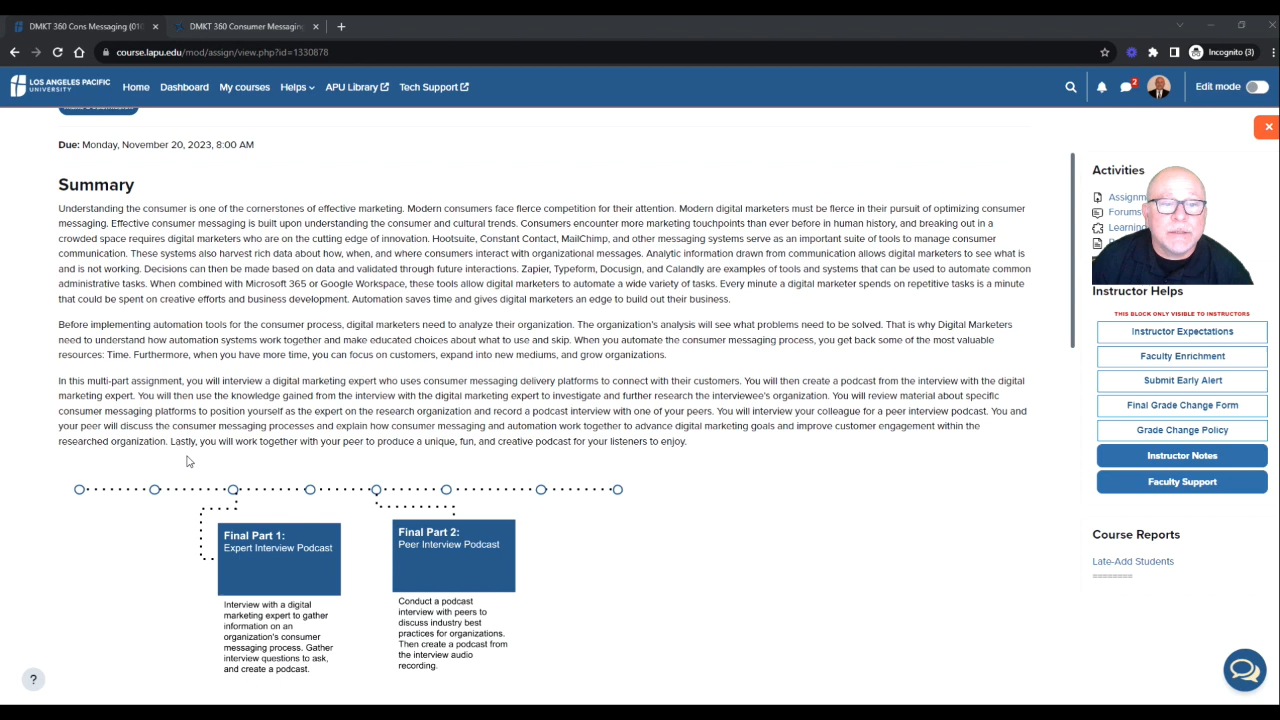 DMKT 360 Cons Messaging (010
DMKT 360 Consumer Messaging
course.lapu.edu/mod/assign/view.php?id=1330878
Incognito (3)
LOS ANGELES PACIFIC
UNIVERSITY
Home
Dashboard
My courses
Helps
APU Library
Tech Support
2
Edit mode
Due: Monday, November 20, 2023, 8:00 AM
Summary
Understanding the consumer is one of the cornerstones of effective marketing. Modern consumers face fierce competition for their attention. Modern digital marketers must be fierce in their pursuit of optimizing consumer
messaging. Effective consumer messaging is built upon understanding the consumer and cultural trends. Consumers encounter more marketing touchpoints than ever before in human history, and breaking out in a
crowded space requires digital marketers who are on the cutting edge of innovation. Hootsuite, Constant Contact, MailChimp, and other messaging systems serve as an important suite of tools to manage consumer
communication. These systems also harvest rich data about how, when, and where consumers interact with organizational messages. Analytic information drawn from communication allows digital marketers to see what is
and is not working. Decisions can then be made based on data and validated through future interactions. Zapier, Typeform, Docusign, and Calandly are examples of tools and systems that can be used to automate common
administrative tasks. When combined with Microsoft 365 or Google Workspace, these tools allow digital marketers to automate a wide variety of tasks. Every minute a digital marketer spends on repetitive tasks is a minute
that could be spent on creative efforts and business development. Automation saves time and gives digital marketers an edge to build out their business.
Before implementing automation tools for the consumer process, digital marketers need to analyze their organization. The organization's analysis will see what problems need to be solved. That is why Digital Marketers
need to understand how automation systems work together and make educated choices about what to use and skip. When you automate the consumer messaging process, you get back some of the most valuable
resources: Time. Furthermore, when you have more time, you can focus on customers, expand into new mediums, and grow organizations.
In this multi-part assignment, you will interview a digital marketing expert who uses consumer messaging delivery platforms to connect with their customers. You will then create a podcast from the interview with the digital
marketing expert. You will then use the knowledge gained from the interview with the digital marketing expert to investigate and further research the interviewee's organization. You will review material about specific
consumer messaging platforms to position yourself as the expert on the research organization and record a podcast interview with one of your peers. You will interview your colleague for a peer interview podcast. You and
your peer will discuss the consumer messaging processes and explain how consumer messaging and automation work together to advance digital marketing goals and improve customer engagement within the
researched organization. Lastly, you will work together with your peer to produce a unique, fun, and creative podcast for your listeners to enjoy.
Final Part 1:
Expert Interview Podcast
Interview with a digital
marketing expert to gather
information on an
organization's consumer
messaging process. Gather
interview questions to ask,
and create a podcast.
Final Part 2:
Peer Interview Podcast
Conduct a podcast
interview with peers to
discuss industry best
practices for organizations.
Then create a podcast from
the interview audio
recording.
?
Activities
Assignm
Forums
Learning
Instructor Helps
THIS BLOCK ONLY VISIBLE TO INSTRUCTORS
Instructor Expectations
Faculty Enrichment
Submit Early Alert
Final Grade Change Form
Grade Change Policy
Instructor Notes
Faculty Support
Course Reports
Late-Add Students
========